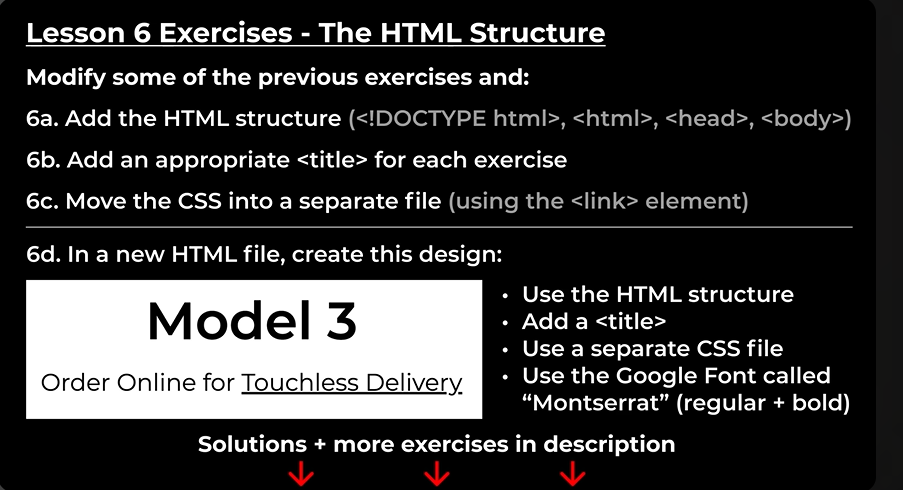 Lesson 6 Exercises - The HTML Structure
Modify some of the previous exercises and:
6a. Add the HTML structure (<!DOCTYPE html>, <html>, <head>, <body>)
6b. Add an appropriate <title> for each exercise
6c. Move the CSS into a separate file (using the <link> element)
6d. In a new HTML file, create this design:
Model 3
Order Online for Touchless Delivery
• Use the HTML structure
• Add a <title>
• Use a separate CSS file
• Use the Google Font called
“Montserrat” (regular + bold)
Solutions + more exercises in description